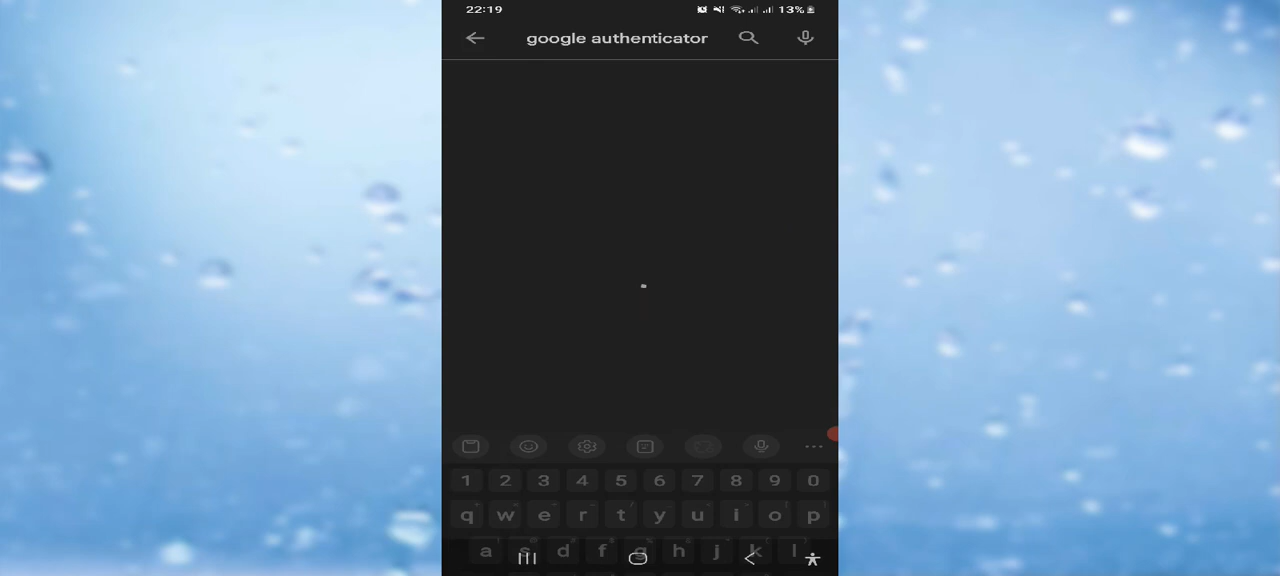 22:19
13%
google authenticator
1 2 3 4 5 6 7 8 9 0
q w e r t y u i o p
a s d f g h j k l